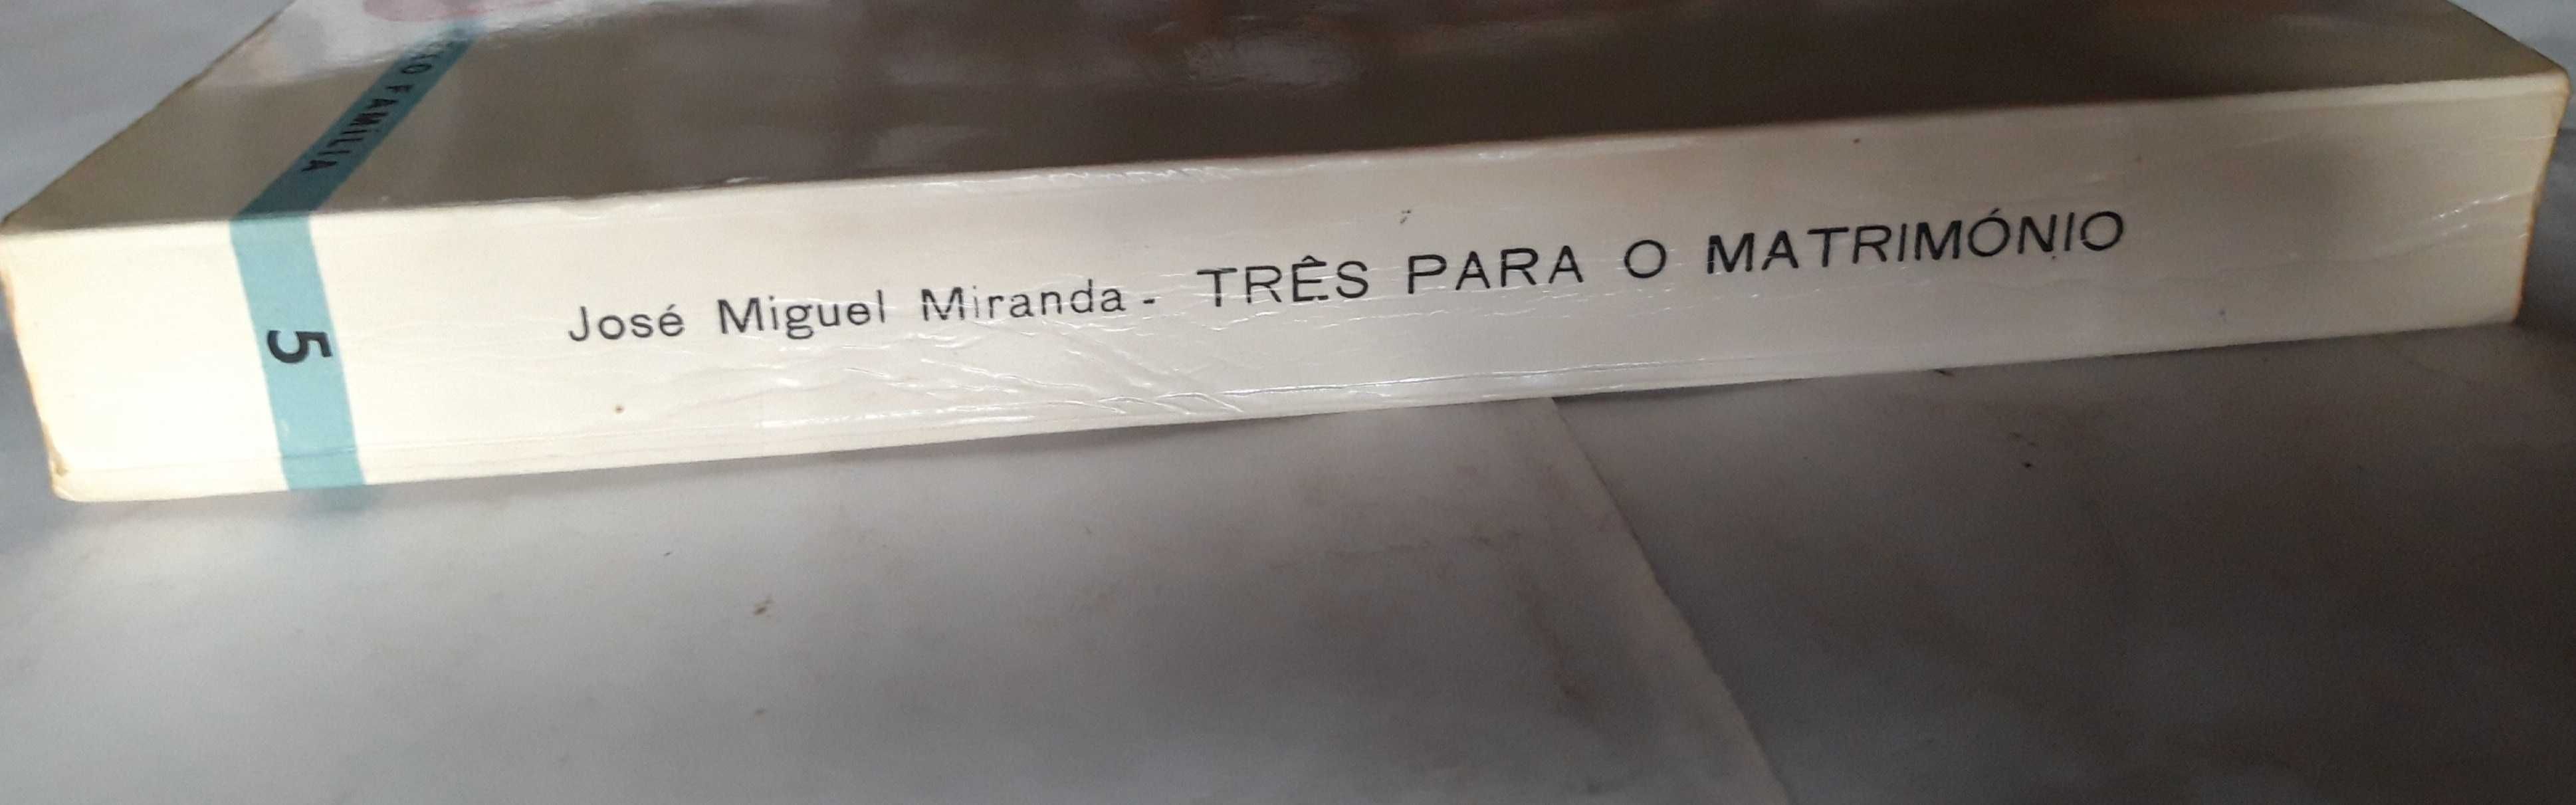 FAMÍLIA
5
José Miguel Miranda - TRÊS PARA O MATRIMÓNIO